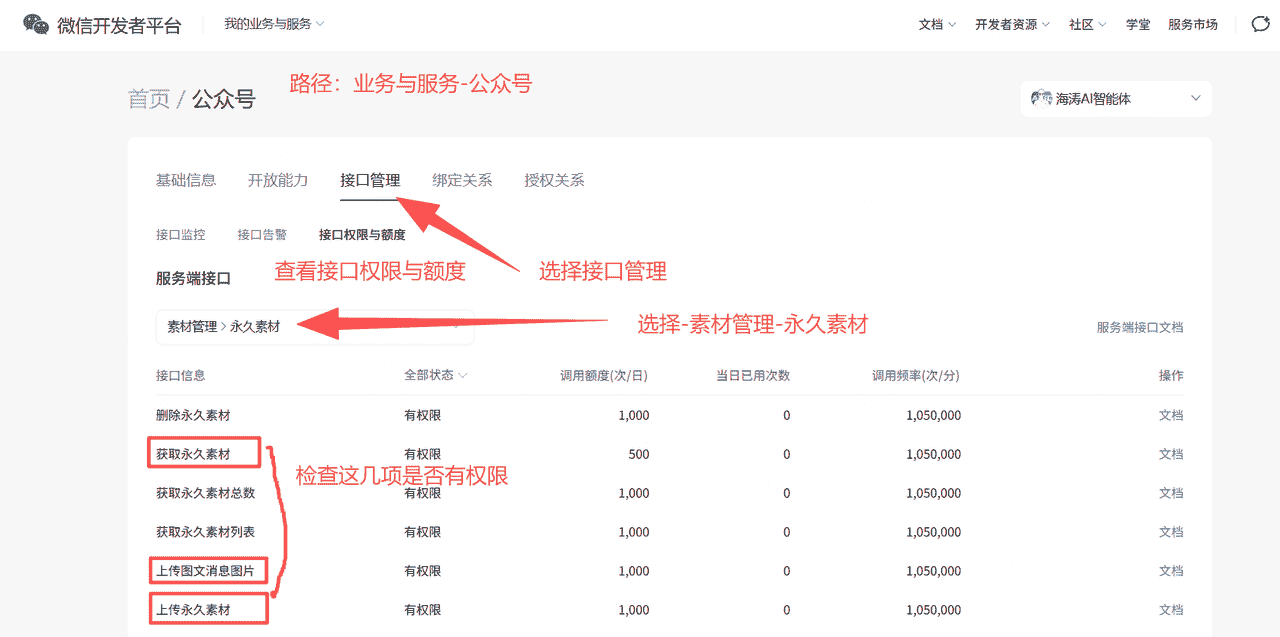 微信开发者平台 我的业务与服务 文档 开发者资源 社区 学堂 服务市场
首页 / 公众号 路径：业务与服务-公众号 海涛AI智能体
基础信息 开放能力 接口管理 绑定关系 授权关系
接口监控 接口告警 接口权限与额度
服务端接口 查看接口权限与额度 选择接口管理
素材管理 > 永久素材 选择-素材管理-永久素材 服务端接口文档
接口信息 全部状态 调用额度(次/日) 当日已用次数 调用频率(次/分) 操作
删除永久素材 有权限 1,000 0 1,050,000 文档
获取永久素材 有权限 500 0 1,050,000 文档
检查这几项是否有权限
获取永久素材总数 有权限 1,000 0 1,050,000 文档
获取永久素材列表 有权限 1,000 0 1,050,000 文档
上传图文消息图片 有权限 1,000 0 1,050,000 文档
上传永久素材 有权限 1,000 0 1,050,000 文档